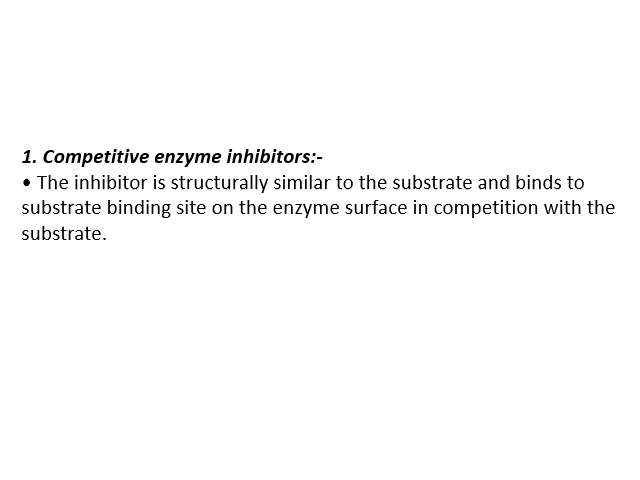 1. Competitive enzyme inhibitors:-
• The inhibitor is structurally similar to the substrate and binds to
substrate binding site on the enzyme surface in competition with the
substrate.